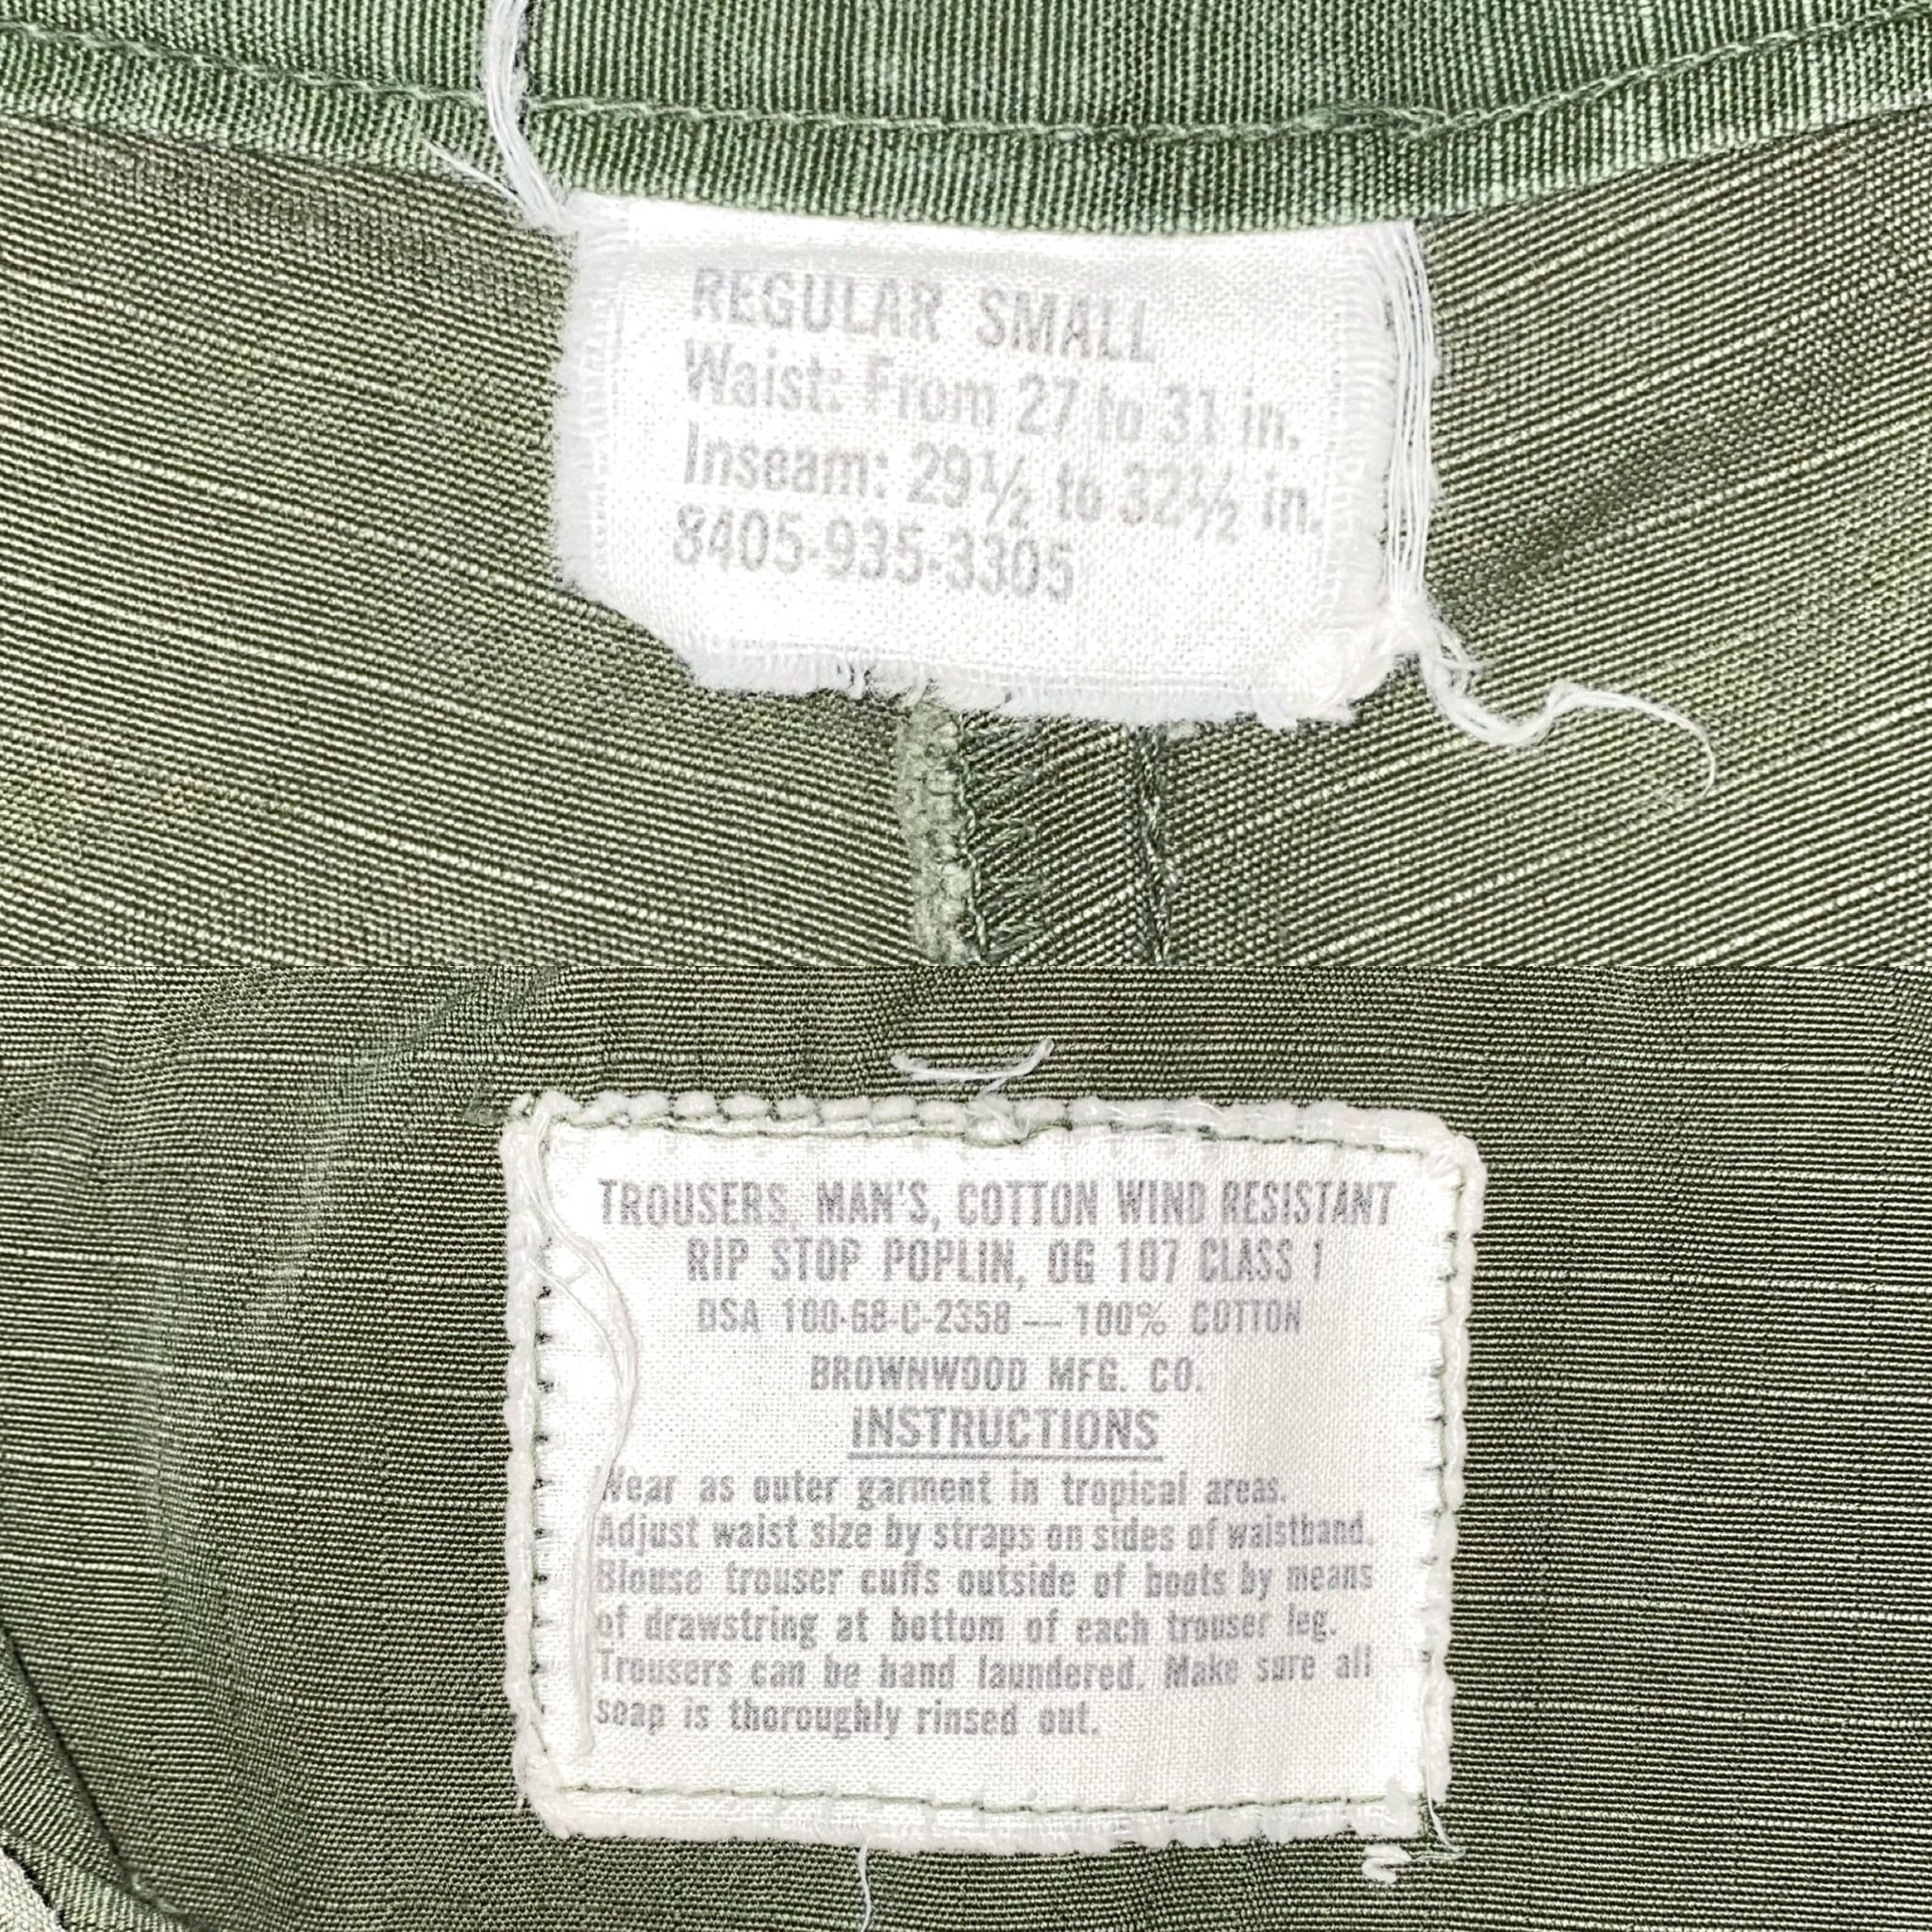 REGULAR SMALL
Waist: From 27 to 31 in.
Inseam: 29½ to 32½ in.
8405-935-3305
TROUSERS, MAN'S, COTTON WIND RESISTANT
RIP STOP POPLIN, OG 107 CLASS 1
DSA 100-68-C-2358 — 100% COTTON
BROWNWOOD MFG. CO.
INSTRUCTIONS
Wear as outer garment in tropical areas.
Adjust waist size by straps on sides of waistband.
Blouse trouser cuffs outside of boots by means
of drawstring at bottom of each trouser leg.
Trousers can be hand laundered. Make sure all
soap is thoroughly rinsed out.